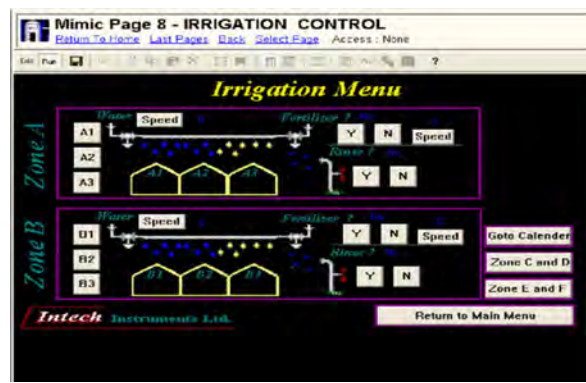 Mimic Page 8 - IRRIGATION CONTROL
Return To Home Last Pages Back Select Page Access : None
Edit Run ?
Irrigation Menu
Zone A
Water Speed Fertilizer ? Y N Speed
A1
A2
A3
A1 A2 A3
Rinse ? Y N
Zone B
Water Speed Fertilizer ? Y N Speed
B1
B2
B3
B1 B2 B3
Rinse ? Y N
Goto Calender
Zone C and D
Zone E and F
Intech Instruments Ltd.
Return to Main Menu